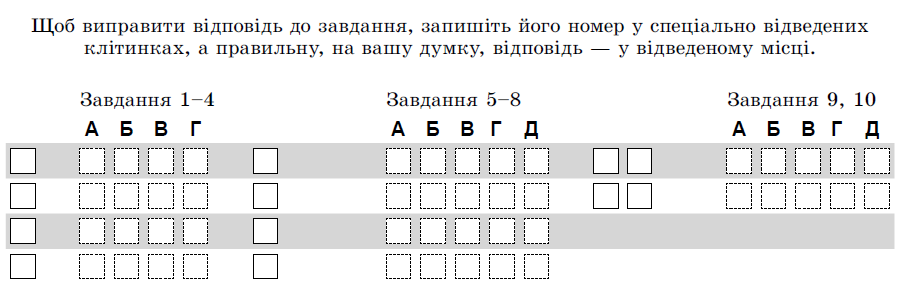 Щоб виправити відповідь до завдання, запишіть його номер у спеціально відведених
клітинках, а правильну, на вашу думку, відповідь — у відведеному місці.
Завдання 1–4 Завдання 5–8 Завдання 9, 10
А Б В Г А Б В Г Д А Б В Г Д